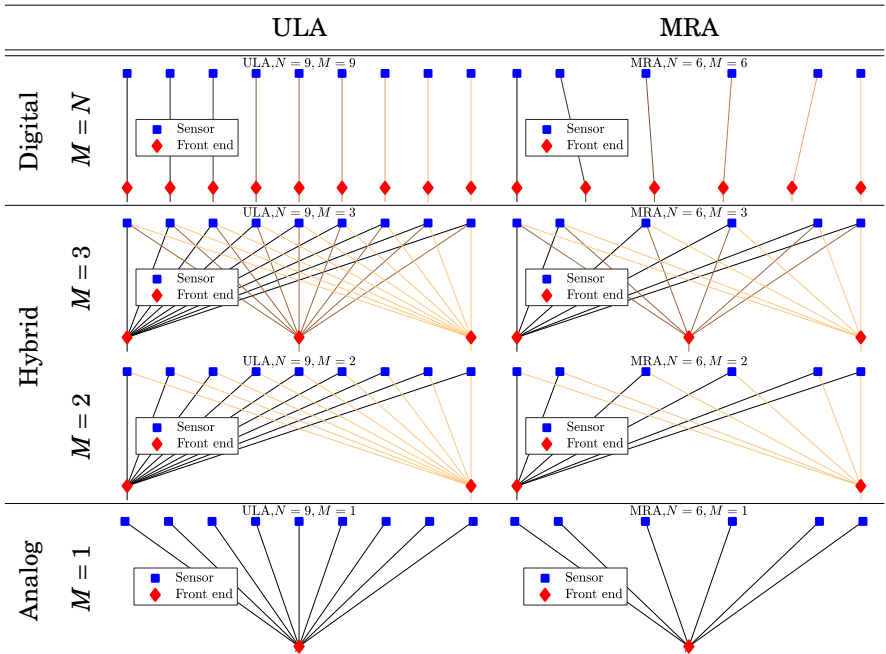 ULA MRA
Digital
M = N
ULA,N = 9, M = 9
Sensor
Front end
MRA,N = 6, M = 6
Sensor
Front end
Hybrid
M = 3
ULA,N = 9, M = 3
Sensor
Front end
MRA,N = 6, M = 3
Sensor
Front end
M = 2
ULA,N = 9, M = 2
Sensor
Front end
MRA,N = 6, M = 2
Sensor
Front end
Analog
M = 1
ULA,N = 9, M = 1
Sensor
Front end
MRA,N = 6, M = 1
Sensor
Front end